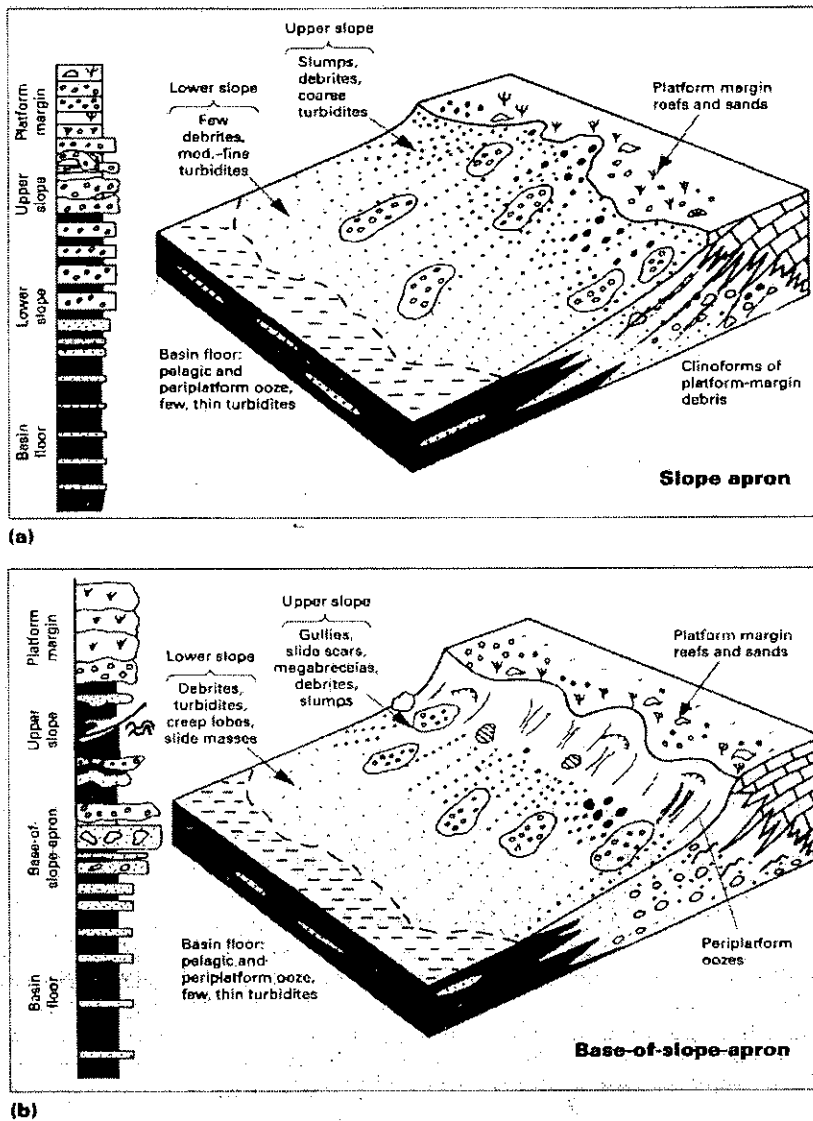 Upper slope
Slumps,
debrites,
coarse
turbidites
Lower slope
Few
debrites,
mod.-fine
turbidites
Platform margin
reefs and sands
Platform
margin
Upper
slope
Lower
slope
Basin
floor
Basin floor:
pelagic and
periplatform ooze,
few, thin turbidites
Clinoforms of
platform-margin
debris
Slope apron
(a)
Upper slope
Gullies,
slide scars,
megabreccias,
debrites,
slumps
Lower slope
Debrites,
turbidites,
creep lobes,
slide masses
Platform margin
reefs and sands
Platform
margin
Upper
slope
Base-of-
slope-apron
Basin
floor
Basin floor:
pelagic and
periplatform ooze,
few, thin turbidites
Periplatform
oozes
Base-of-slope-apron
(b)